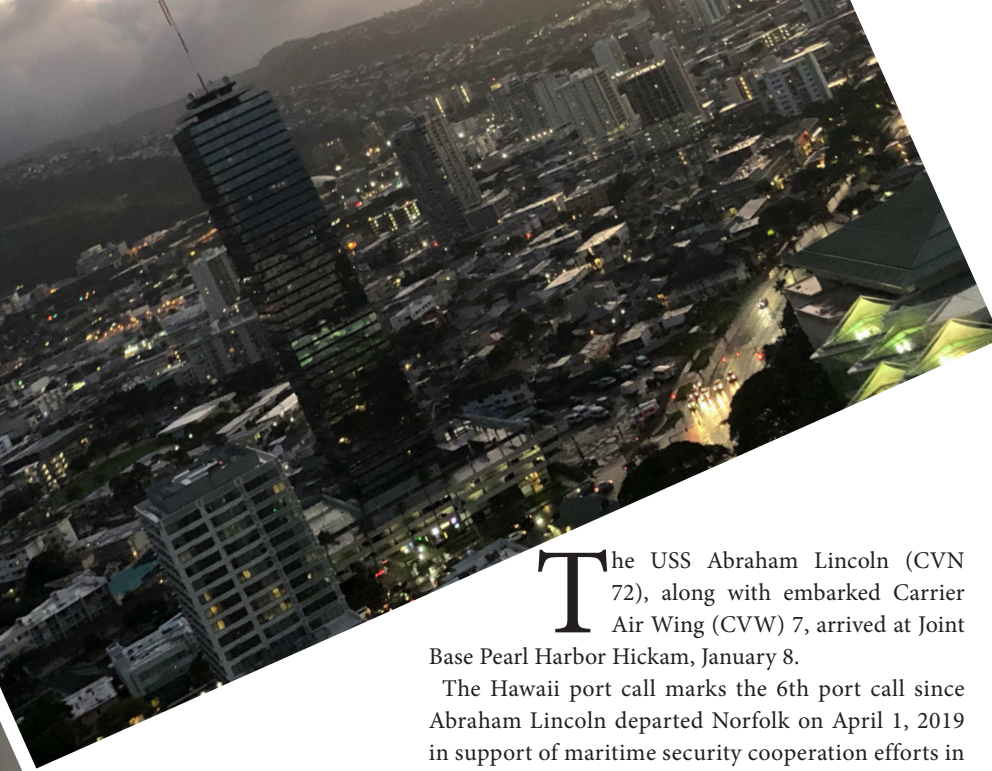 The USS Abraham Lincoln (CVN
72), along with embarked Carrier
Air Wing (CVW) 7, arrived at Joint
Base Pearl Harbor Hickam, January 8.
The Hawaii port call marks the 6th port call since
Abraham Lincoln departed Norfolk on April 1, 2019
in support of maritime security cooperation efforts in